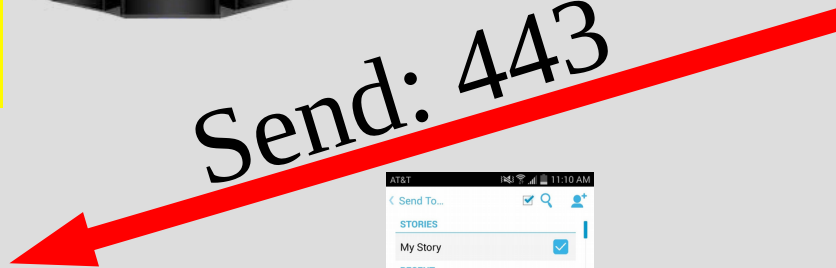 Send: 443
AT&T 11:10 AM
Send To...
STORIES
My Story